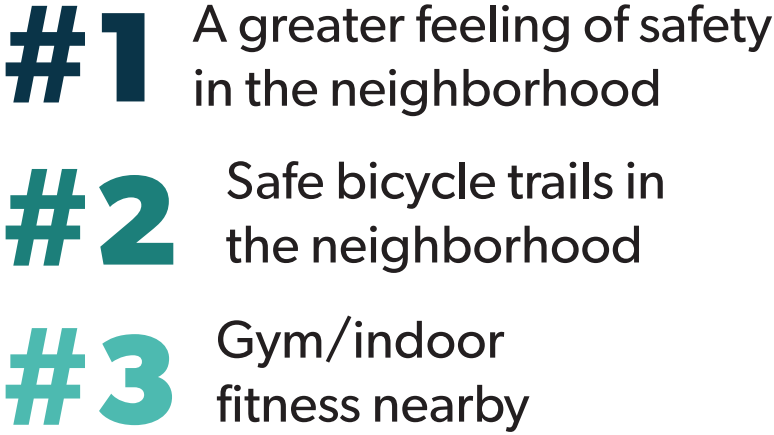 #1 A greater feeling of safety
in the neighborhood
#2 Safe bicycle trails in
the neighborhood
#3 Gym/indoor
fitness nearby